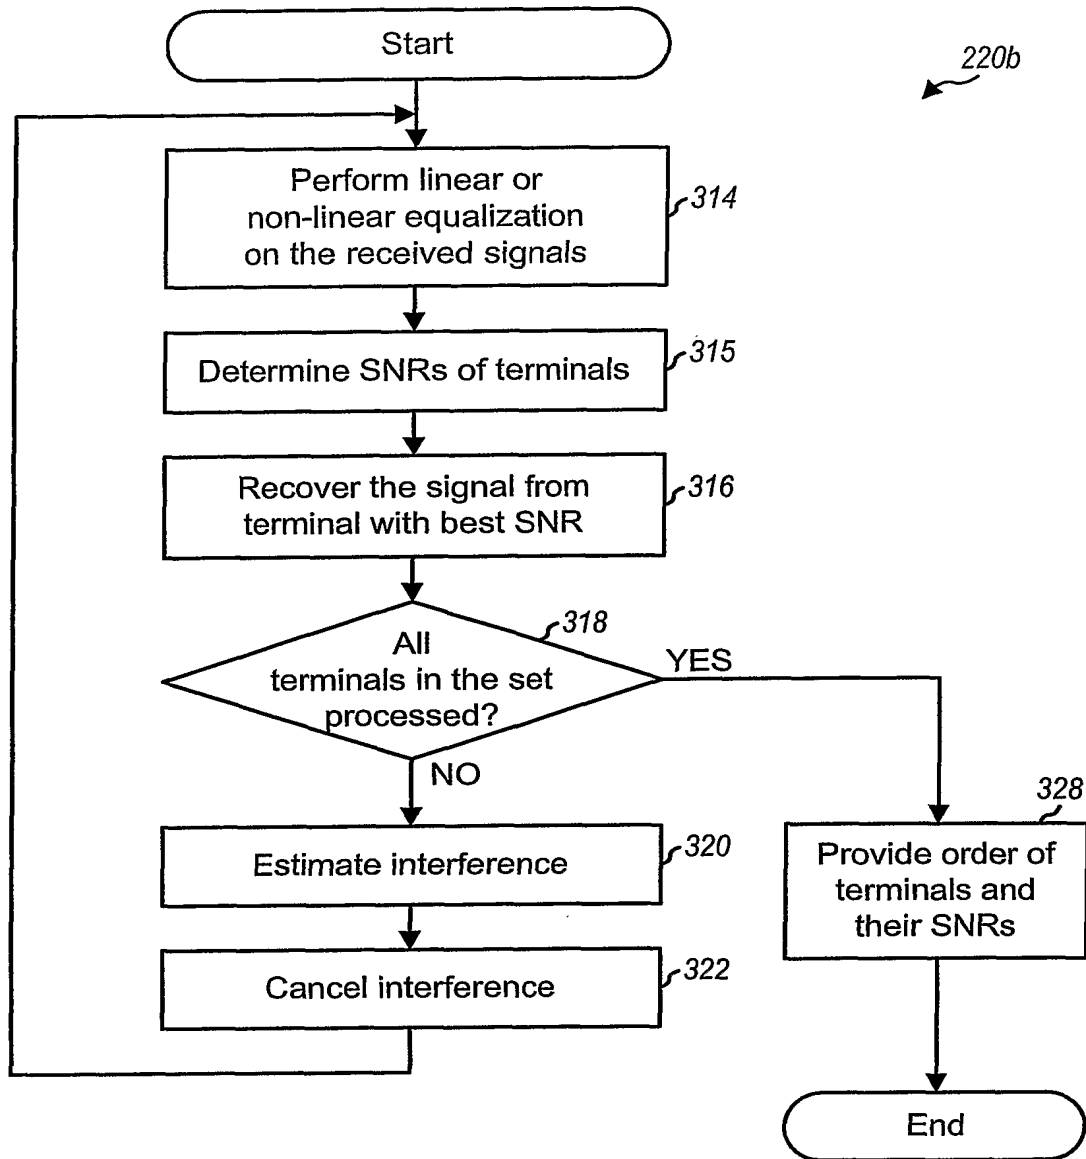 Start
220b
Perform linear or
non-linear equalization
on the received signals
314
Determine SNRs of terminals
315
Recover the signal from
terminal with best SNR
316
All
terminals in the set
processed?
318
YES
NO
Estimate interference
320
Cancel interference
322
Provide order of
terminals and
their SNRs
328
End